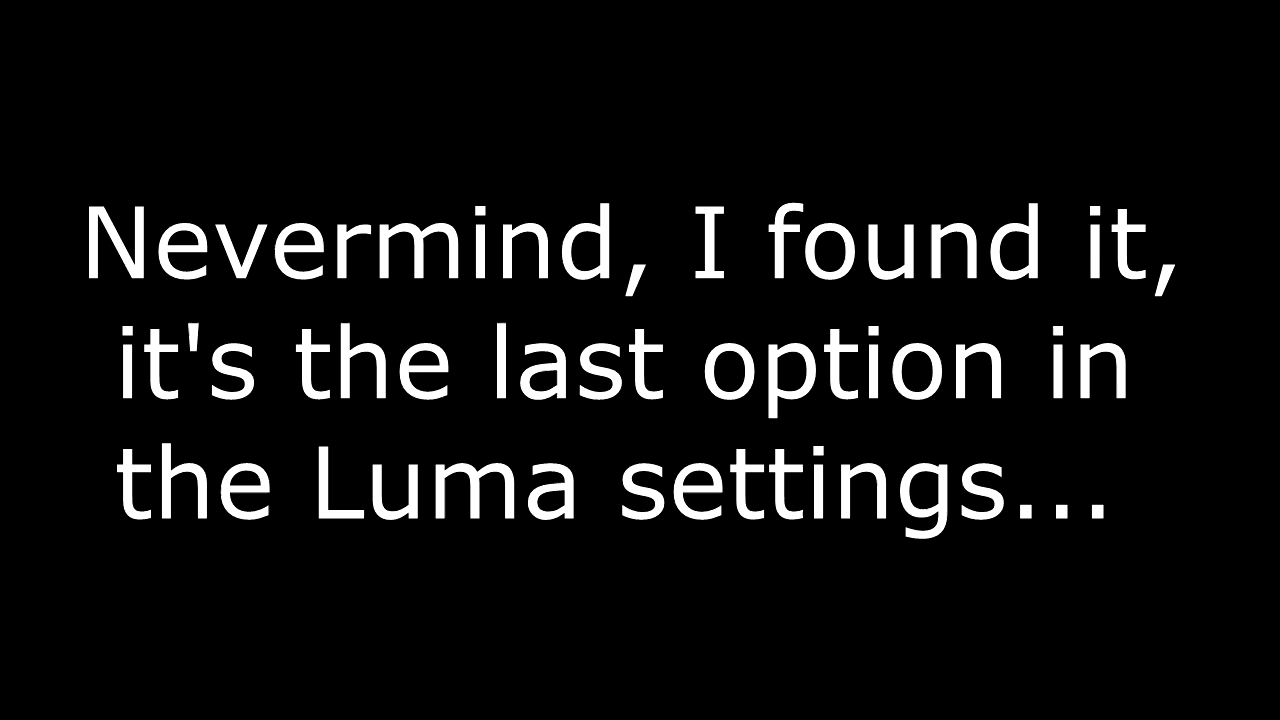 Nevermind, I found it,
it's the last option in
the Luma settings...